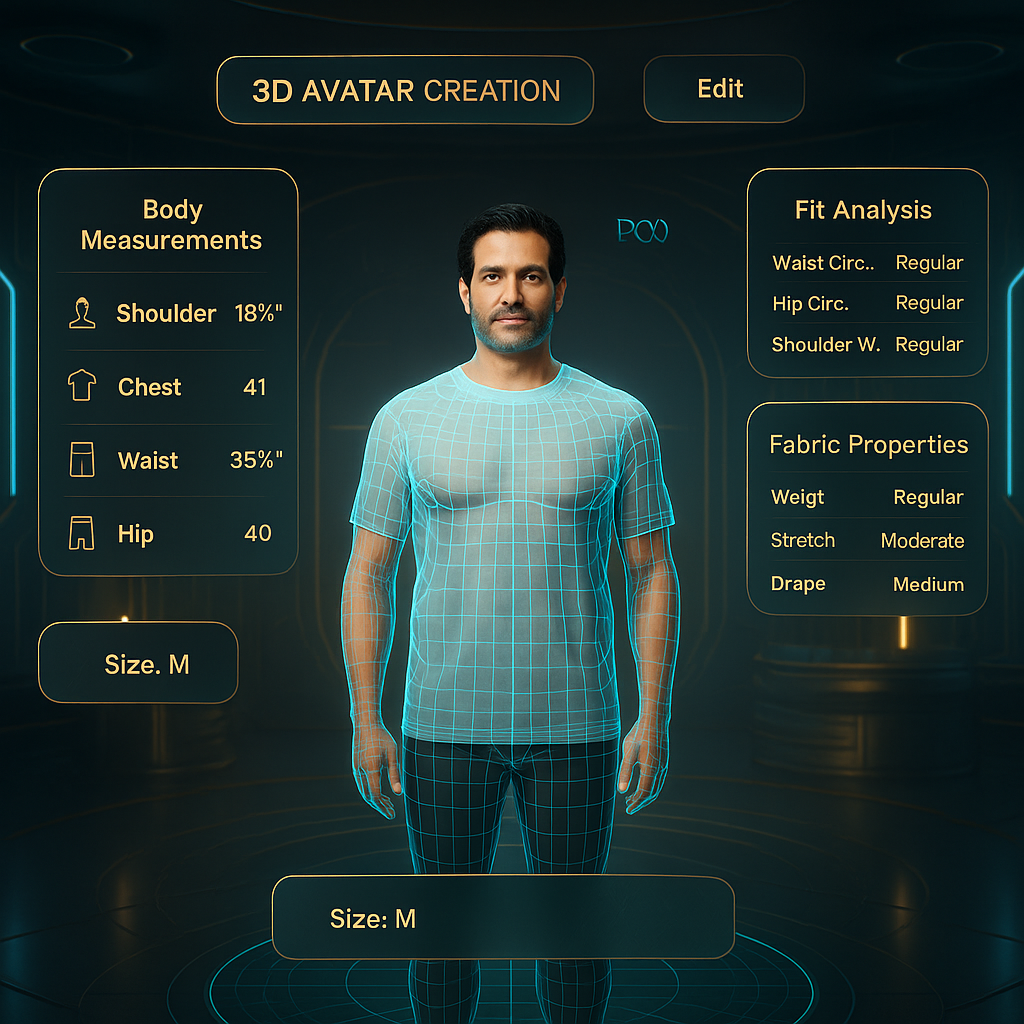 3D AVATAR CREATION
Edit
Body
Measurements
Shoulder 18%"
Chest 41
Waist 35%"
Hip 40
Size. M
Fit Analysis
Waist Circ.. Regular
Hip Circ. Regular
Shoulder W. Regular
Fabric Properties
Weigt Regular
Stretch Moderate
Drape Medium
Size: M